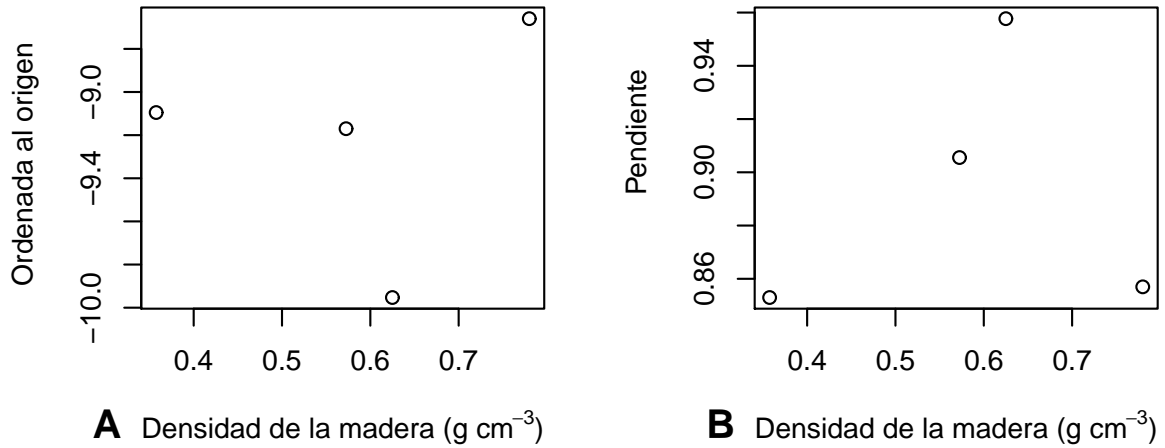 Ordenada al origen
−9.0
−9.4
−10.0
0.4 0.5 0.6 0.7
A Densidad de la madera (g cm⁻³)
Pendiente
0.94
0.90
0.86
0.4 0.5 0.6 0.7
B Densidad de la madera (g cm⁻³)